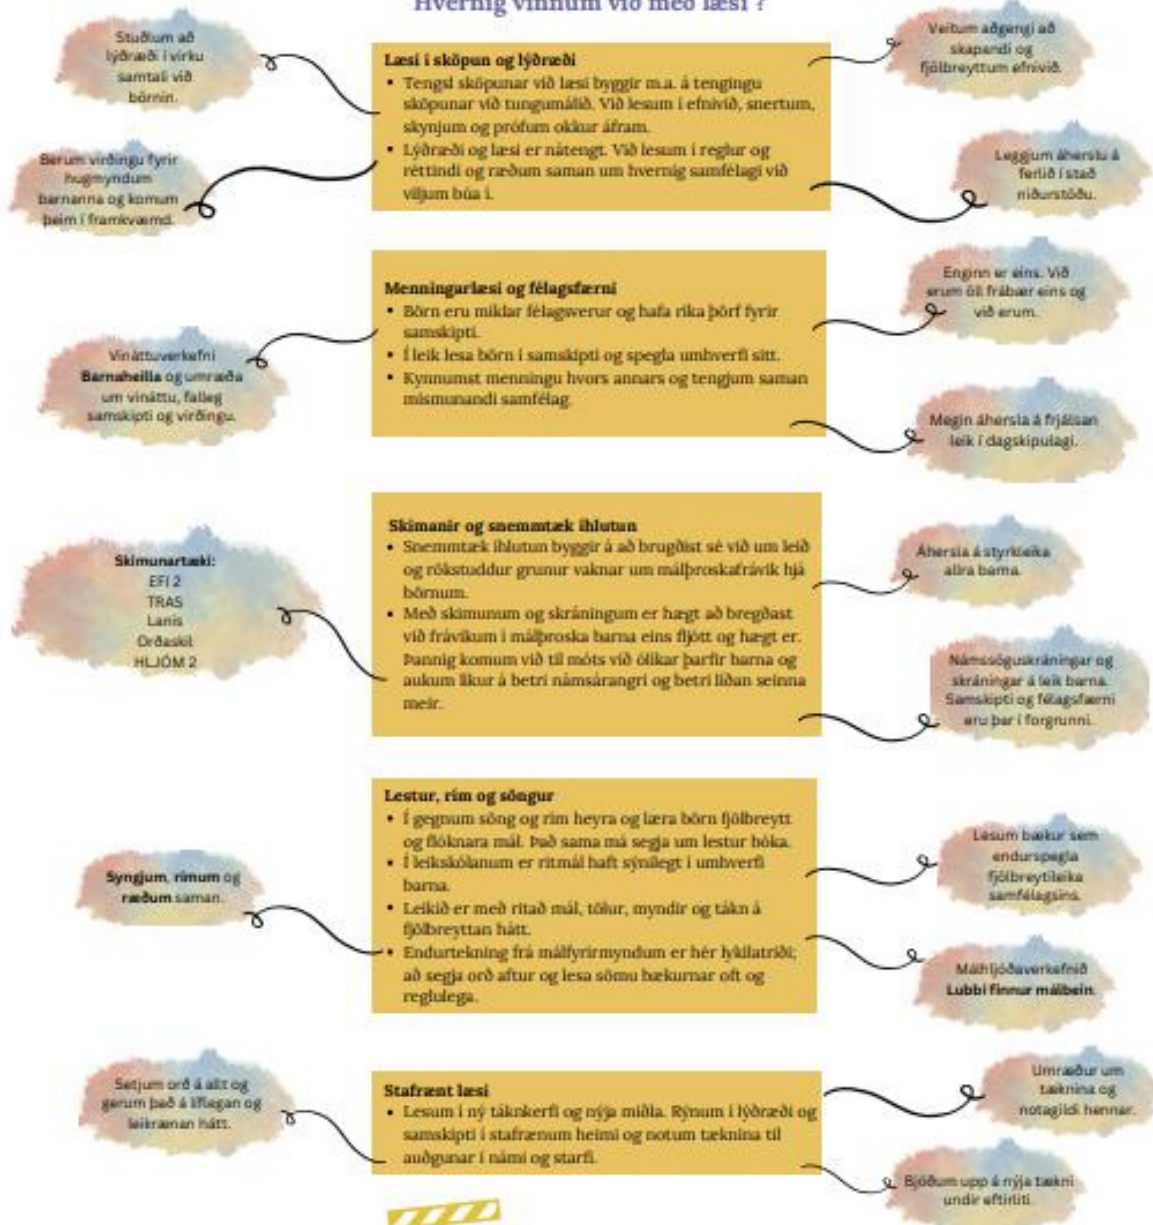 Hvernig vinnum við með læsi ?
Stuðlum að
lýðræði í virku
samtali við
börnin.
Berum virðingu fyrir
hugmyndum
barnanna og komum
þeim í framkvæmd.
Læsi í sköpun og lýðræði
• Tengsl sköpunar við læsi byggir m.a. á tengingu
sköpunar við tungumálið. Við lesum í efnivið, snertum,
skynjum og prófum okkur áfram.
• Lýðræði og læsi er nátengt. Við lesum í reglur og
réttindi og ræðum saman um hvernig samfélagi við
viljum búa í.
Veitum aðgengi að
skapandi og
fjölbreyttum efnivið.
Leggjum áherslu á
ferlið í stað
niðurstöðu.
Vináttuverkefni
Barnaheilla og umræða
um vináttu, falleg
samskipti og virðingu.
Menningarlæsi og félagsfærni
• Börn eru miklar félagsverur og hafa ríka þörf fyrir
samskipti.
• Í leik lesa börn í samskipti og spegla umhverfi sitt.
• Kynnumst menningu hvors annars og tengjum saman
mismunandi samfélag.
Enginn er eins. Við
erum öll frábær eins og
við erum.
Megin áhersla á frjálsan
leik í dagskipulagi.
Skimunartæki:
EFI 2
TRAS
Lanis
Orðaskil
HLJÓM 2
Skimanir og snemmtæk íhlutun
• Snemmtæk íhlutun byggir á að brugðist sé við um leið
og rökstuddur grunur vaknar um málþroskafrávik hjá
börnum.
• Með skimunum og skráningum er hægt að bregðast
við frávikum í málþroska barna eins fljótt og hægt er.
Þannig komum við til móts við ólíkar þarfir barna og
aukum líkur á betri námsárangri og betri líðan seinna
meir.
Áhersla á styrkleika
allra barna.
Námssöguskráningar og
skráningar á leik barna.
Samskipti og félagsfærni
eru þar í forgrunni.
Syngjum, rímum og
ræðum saman.
Lestur, rím og söngur
• Í gegnum söng og rím heyra og læra börn fjölbreytt
og flóknara mál. Það sama má segja um lestur bóka.
• Í leikskólanum er ritmál haft sýnilegt í umhverfi
barna.
• Leikið er með ritað mál, tölur, myndir og tákn á
fjölbreyttan hátt.
• Endurtekning frá málfyrirmyndum er hér lykilatriði;
að segja orð aftur og lesa sömu bækurnar oft og
reglulega.
Lesum bækur sem
endurspegla
fjölbreytileika
samfélagsins.
Málhljóðaverkefnið
Lubbi finnur málbein.
Setjum orð á allt og
gerum það á líflegan og
leikrænan hátt.
Stafrænt læsi
• Lesum í ný táknkerfi og nýja miðla. Rýnum í lýðræði og
samskipti í stafrænum heimi og notum tæknina til
auðgunar í námi og starfi.
Umræður um
tæknina og
notagildi hennar.
Bjóðum upp á nýja tækni
undir eftirliti.